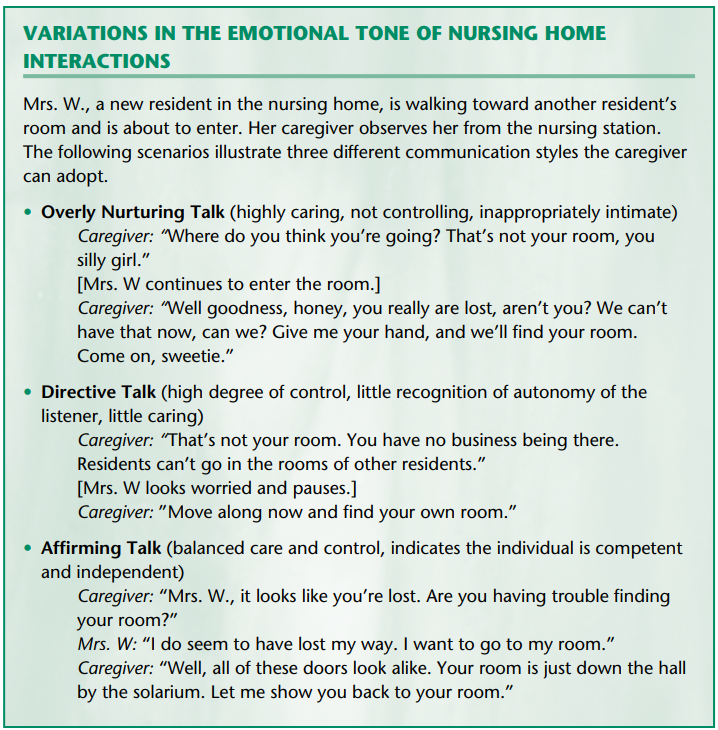 VARIATIONS IN THE EMOTIONAL TONE OF NURSING HOME
INTERACTIONS
Mrs. W., a new resident in the nursing home, is walking toward another resident’s
room and is about to enter. Her caregiver observes her from the nursing station.
The following scenarios illustrate three different communication styles the caregiver
can adopt.
• Overly Nurturing Talk (highly caring, not controlling, inappropriately intimate)
Caregiver: “Where do you think you’re going? That’s not your room, you
silly girl.”
[Mrs. W continues to enter the room.]
Caregiver: “Well goodness, honey, you really are lost, aren’t you? We can’t
have that now, can we? Give me your hand, and we’ll find your room.
Come on, sweetie.”
• Directive Talk (high degree of control, little recognition of autonomy of the
listener, little caring)
Caregiver: “That’s not your room. You have no business being there.
Residents can’t go in the rooms of other residents.”
[Mrs. W looks worried and pauses.]
Caregiver: ”Move along now and find your own room.”
• Affirming Talk (balanced care and control, indicates the individual is competent
and independent)
Caregiver: “Mrs. W., it looks like you’re lost. Are you having trouble finding
your room?”
Mrs. W: “I do seem to have lost my way. I want to go to my room.”
Caregiver: “Well, all of these doors look alike. Your room is just down the hall
by the solarium. Let me show you back to your room.”